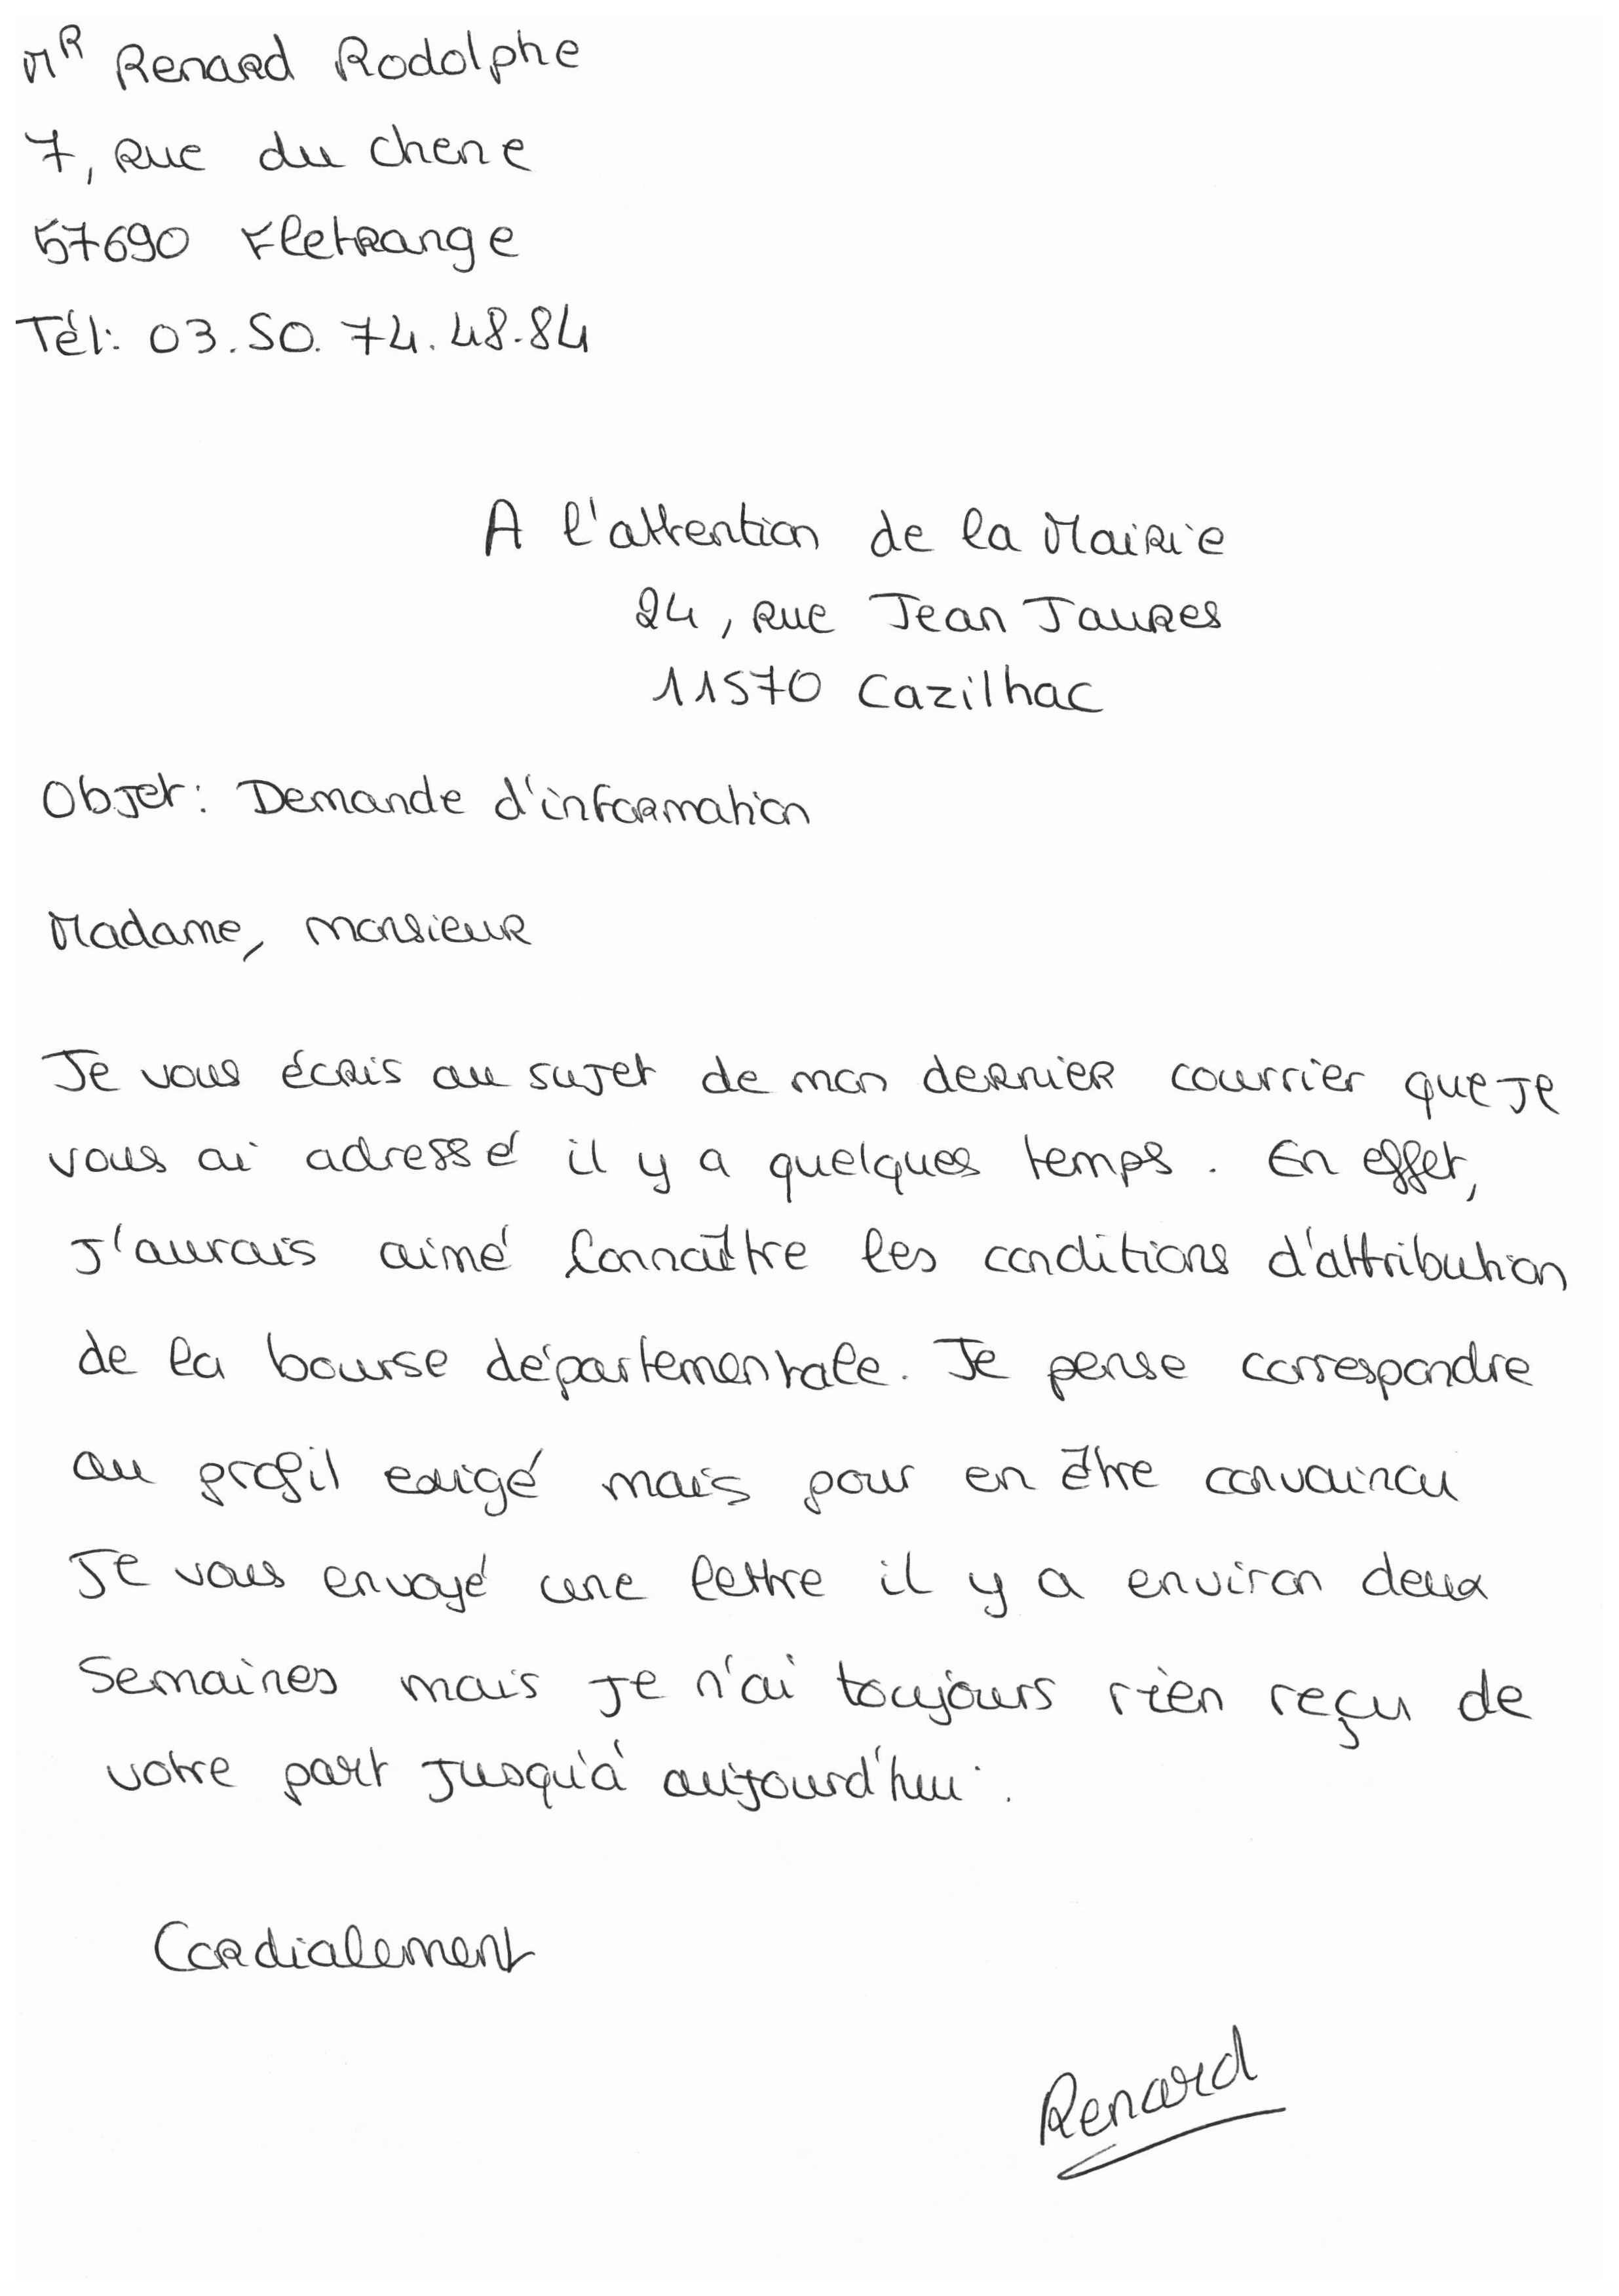 Mr Renard Rodolphe
7, Rue du chene
57690 Fletrange
Tél: 03.50.74.48.84
A l'attention de la Mairie
24, Rue Jean Jaures
11570 Cazilhac
Objet: Demande d'information
Madame, monsieur
Je vous écris au sujet de mon dernier courrier que je
vous ai adressé il y a quelques temps. En effet,
j'aurais aimé connaître les conditions d'attribution
de la bourse départementale. Je pense correspondre
au profil exigé mais pour en être convaincu
Je vous envoyé une lettre il y a environ deux
Semaines mais je n'ai toujours rien reçu de
votre part jusqu'à aujourd'hui.
Cordialement
Renard